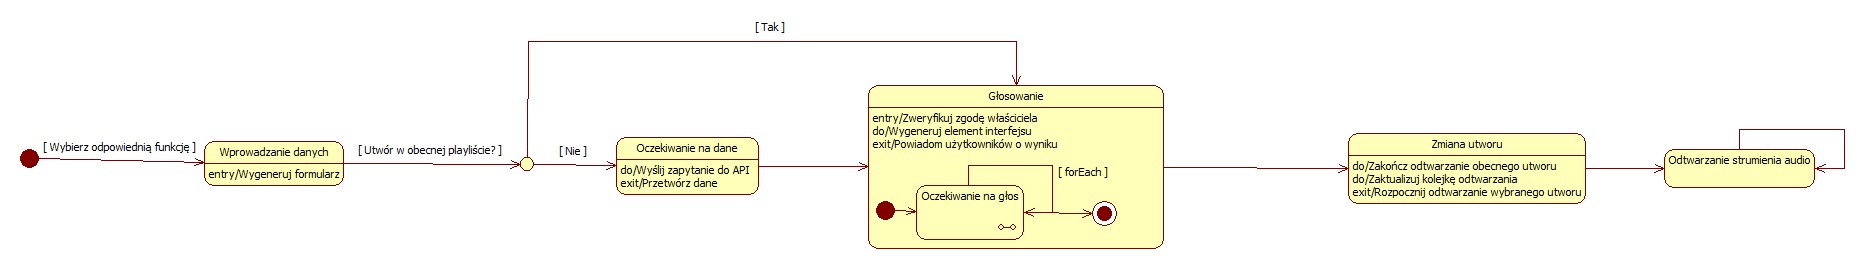 [ Tak ]
[ Wybierz odpowiednią funkcję ]
Wprowadzanie danych
entry/Wygeneruj formularz
[ Utwór w obecnej playliście? ]
[ Nie ]
Oczekiwanie na dane
do/Wyślij zapytanie do API
exit/Przetwórz dane
Głosowanie
entry/Zweryfikuj zgodę właściciela
do/Wygeneruj element interfejsu
exit/Powiadom użytkowników o wyniku
[ forEach ]
Oczekiwanie na głos
Zmiana utworu
do/Zakończ odtwarzanie obecnego utworu
do/Zaktualizuj kolejkę odtwarzania
exit/Rozpocznij odtwarzanie wybranego utworu
Odtwarzanie strumienia audio